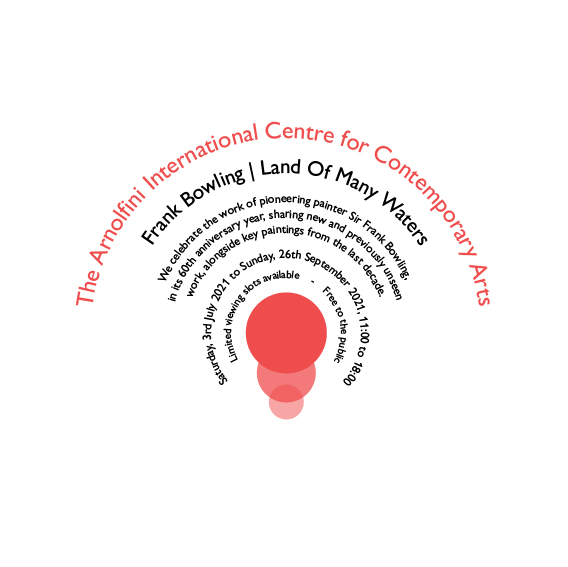 The Arnolfini International Centre for Contemporary Arts
Frank Bowling | Land Of Many Waters
We celebrate the work of pioneering painter Sir Frank Bowling,
in its 60th anniversary year, sharing new and previously unseen
work, alongside key paintings from the last decade.
Saturday, 3rd July 2021 to Sunday, 26th September 2021, 11:00 to 18:00
Limited viewing slots available - Free to the public